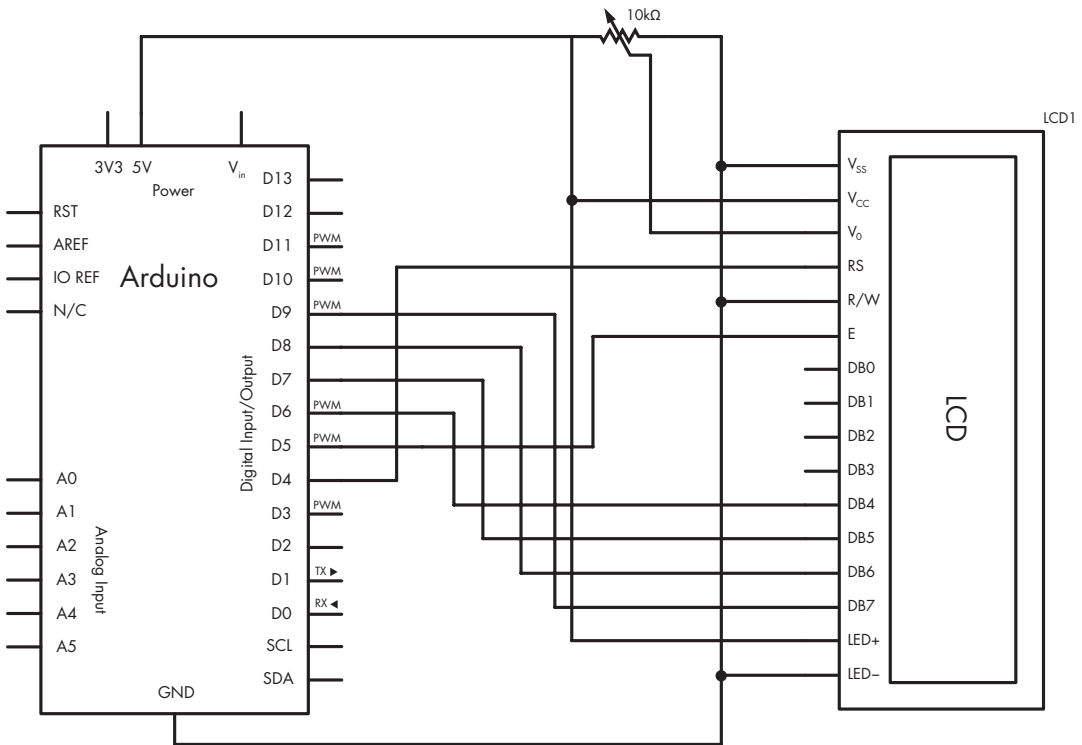 10kΩ
LCD1
3V3 5V Vin
Power
RST
AREF
IO REF
N/C
Arduino
A0
A1
A2
A3
A4
A5
Analog Input
GND
Digital Input/Output
D13
D12
D11 PWM
D10 PWM
D9 PWM
D8
D7
D6 PWM
D5 PWM
D4
D3 PWM
D2
D1 TX ►
D0 RX ◄
SCL
SDA
VSS
VCC
V0
RS
R/W
E
DB0
DB1
DB2
DB3
DB4
DB5
DB6
DB7
LED+
LED–
LCD